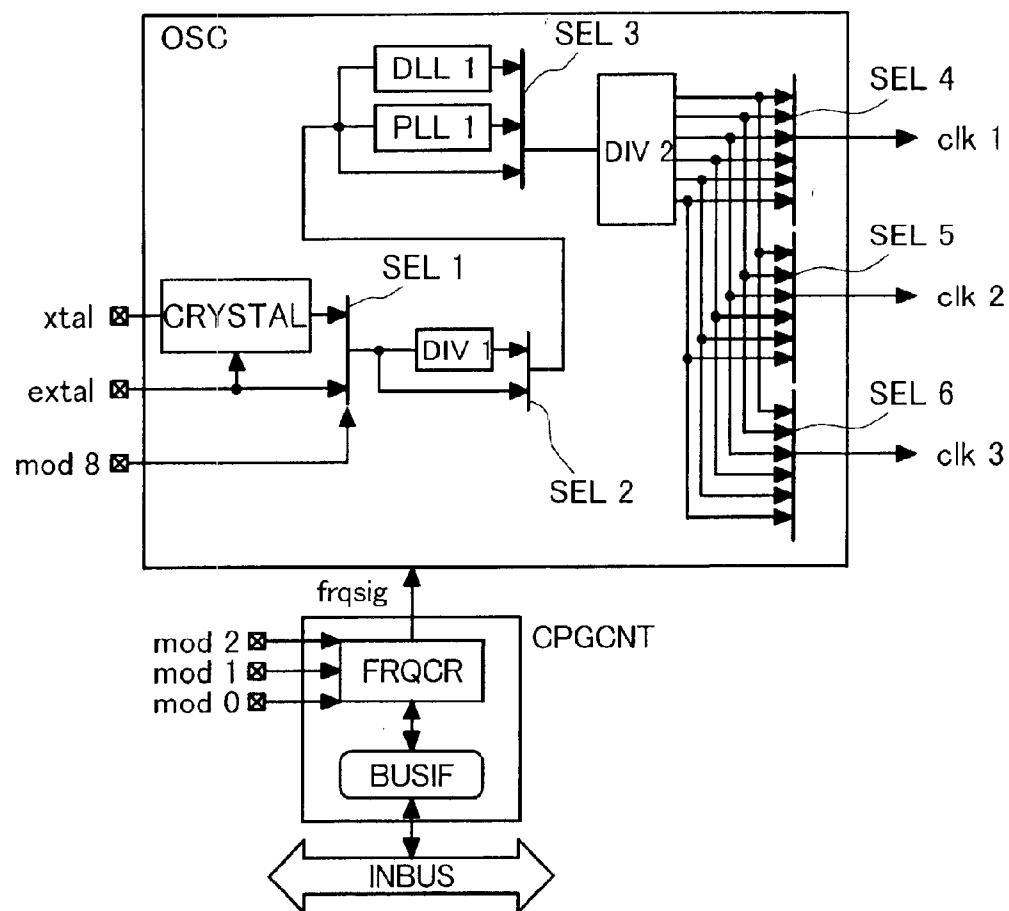 OSC
SEL 3
DLL 1
SEL 4
PLL 1
clk 1
DIV 2
SEL 5
SEL 1
xtal
CRYSTAL
clk 2
DIV 1
extal
SEL 6
mod 8
clk 3
SEL 2
frqsig
mod 2
CPGCNT
mod 1
FRQCR
mod 0
BUSIF
INBUS